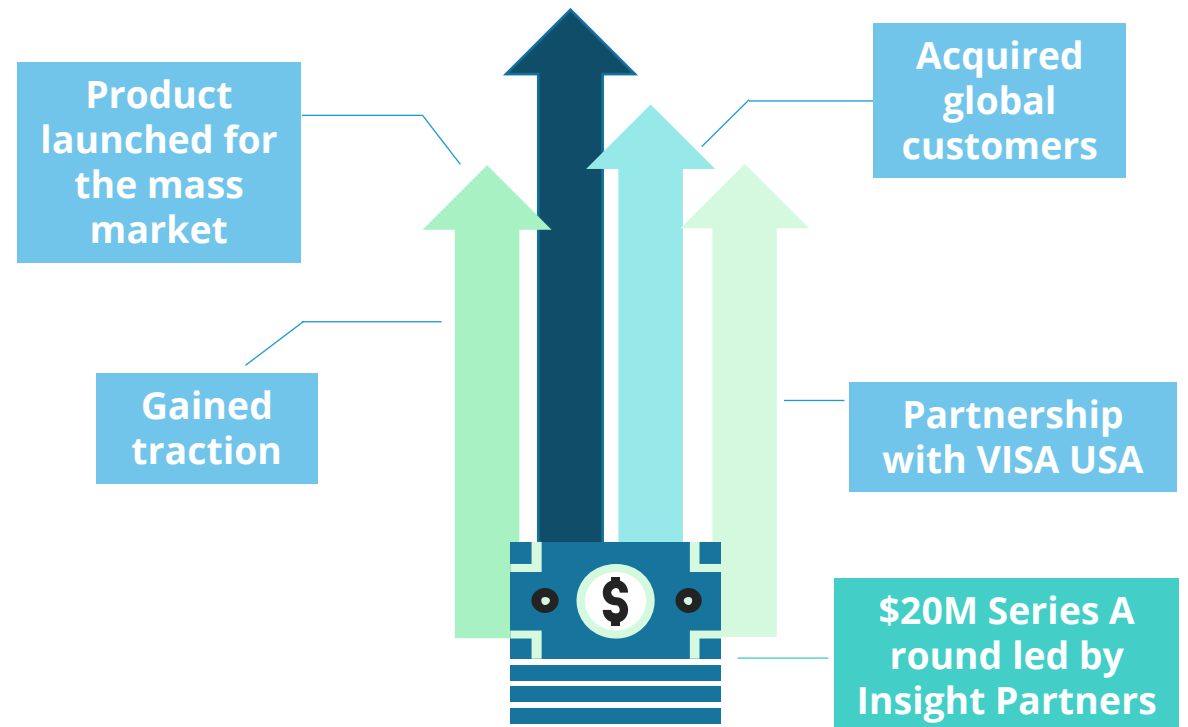 Product
launched for
the mass
market
Acquired
global
customers
Gained
traction
Partnership
with VISA USA
$
$20M Series A
round led by
Insight Partners